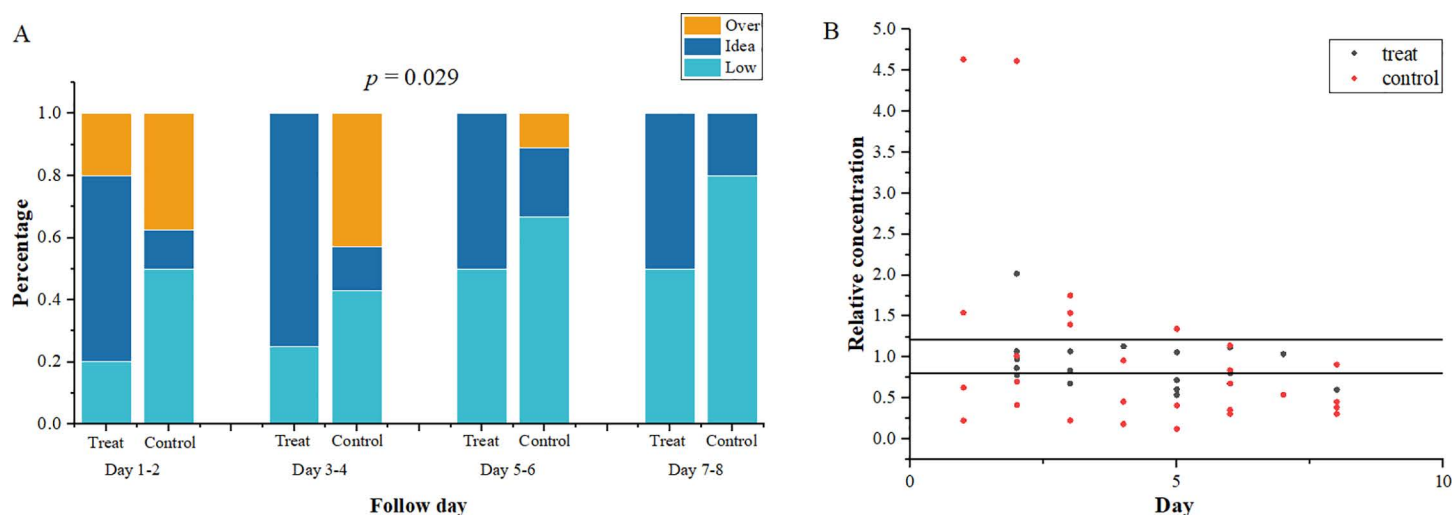 A
Over
Idea
Low
p = 0.029
Percentage
1.0
0.8
0.6
0.4
0.2
0.0
Treat Control Treat Control Treat Control Treat Control
Day 1-2 Day 3-4 Day 5-6 Day 7-8
Follow day
B
treat
control
Relative concentration
5.0
4.5
4.0
3.5
3.0
2.5
2.0
1.5
1.0
0.5
0.0
0 5 10
Day